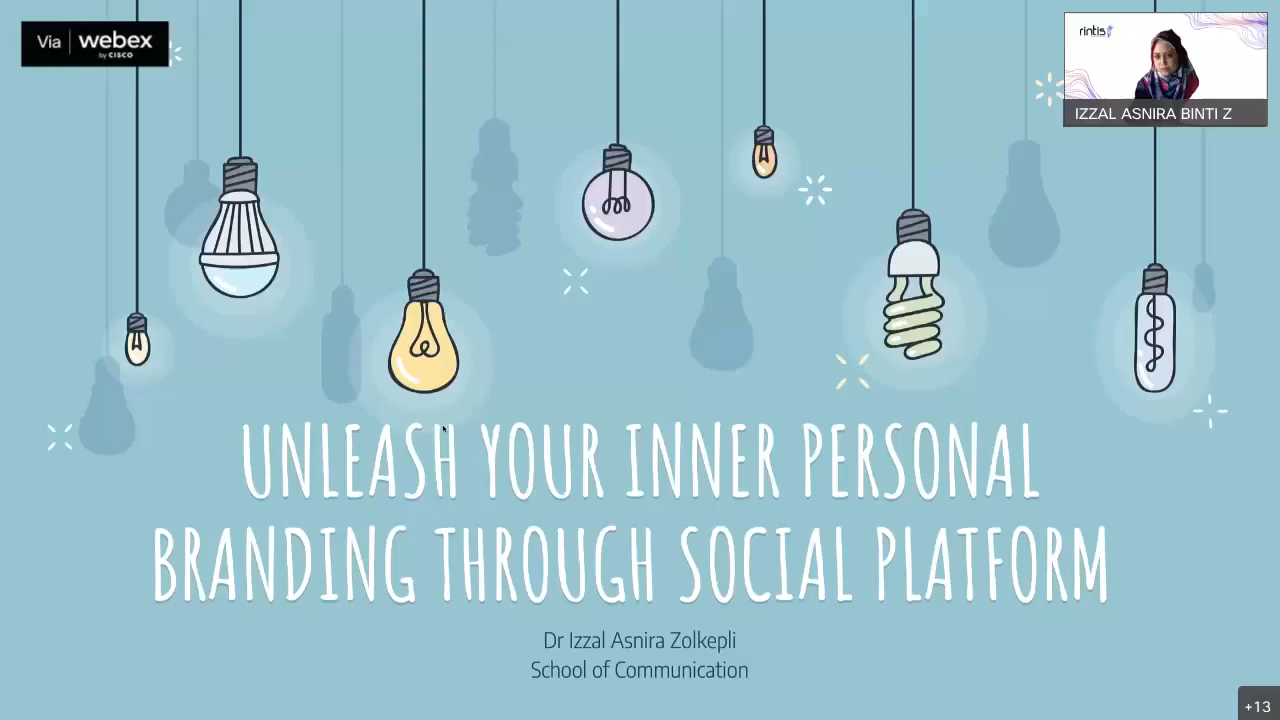 Via webex
by CISCO
rintis
IZZAL ASNIRA BINTI Z
UNLEASH YOUR INNER PERSONAL
BRANDING THROUGH SOCIAL PLATFORM
Dr Izzal Asnira Zolkepli
School of Communication
+13